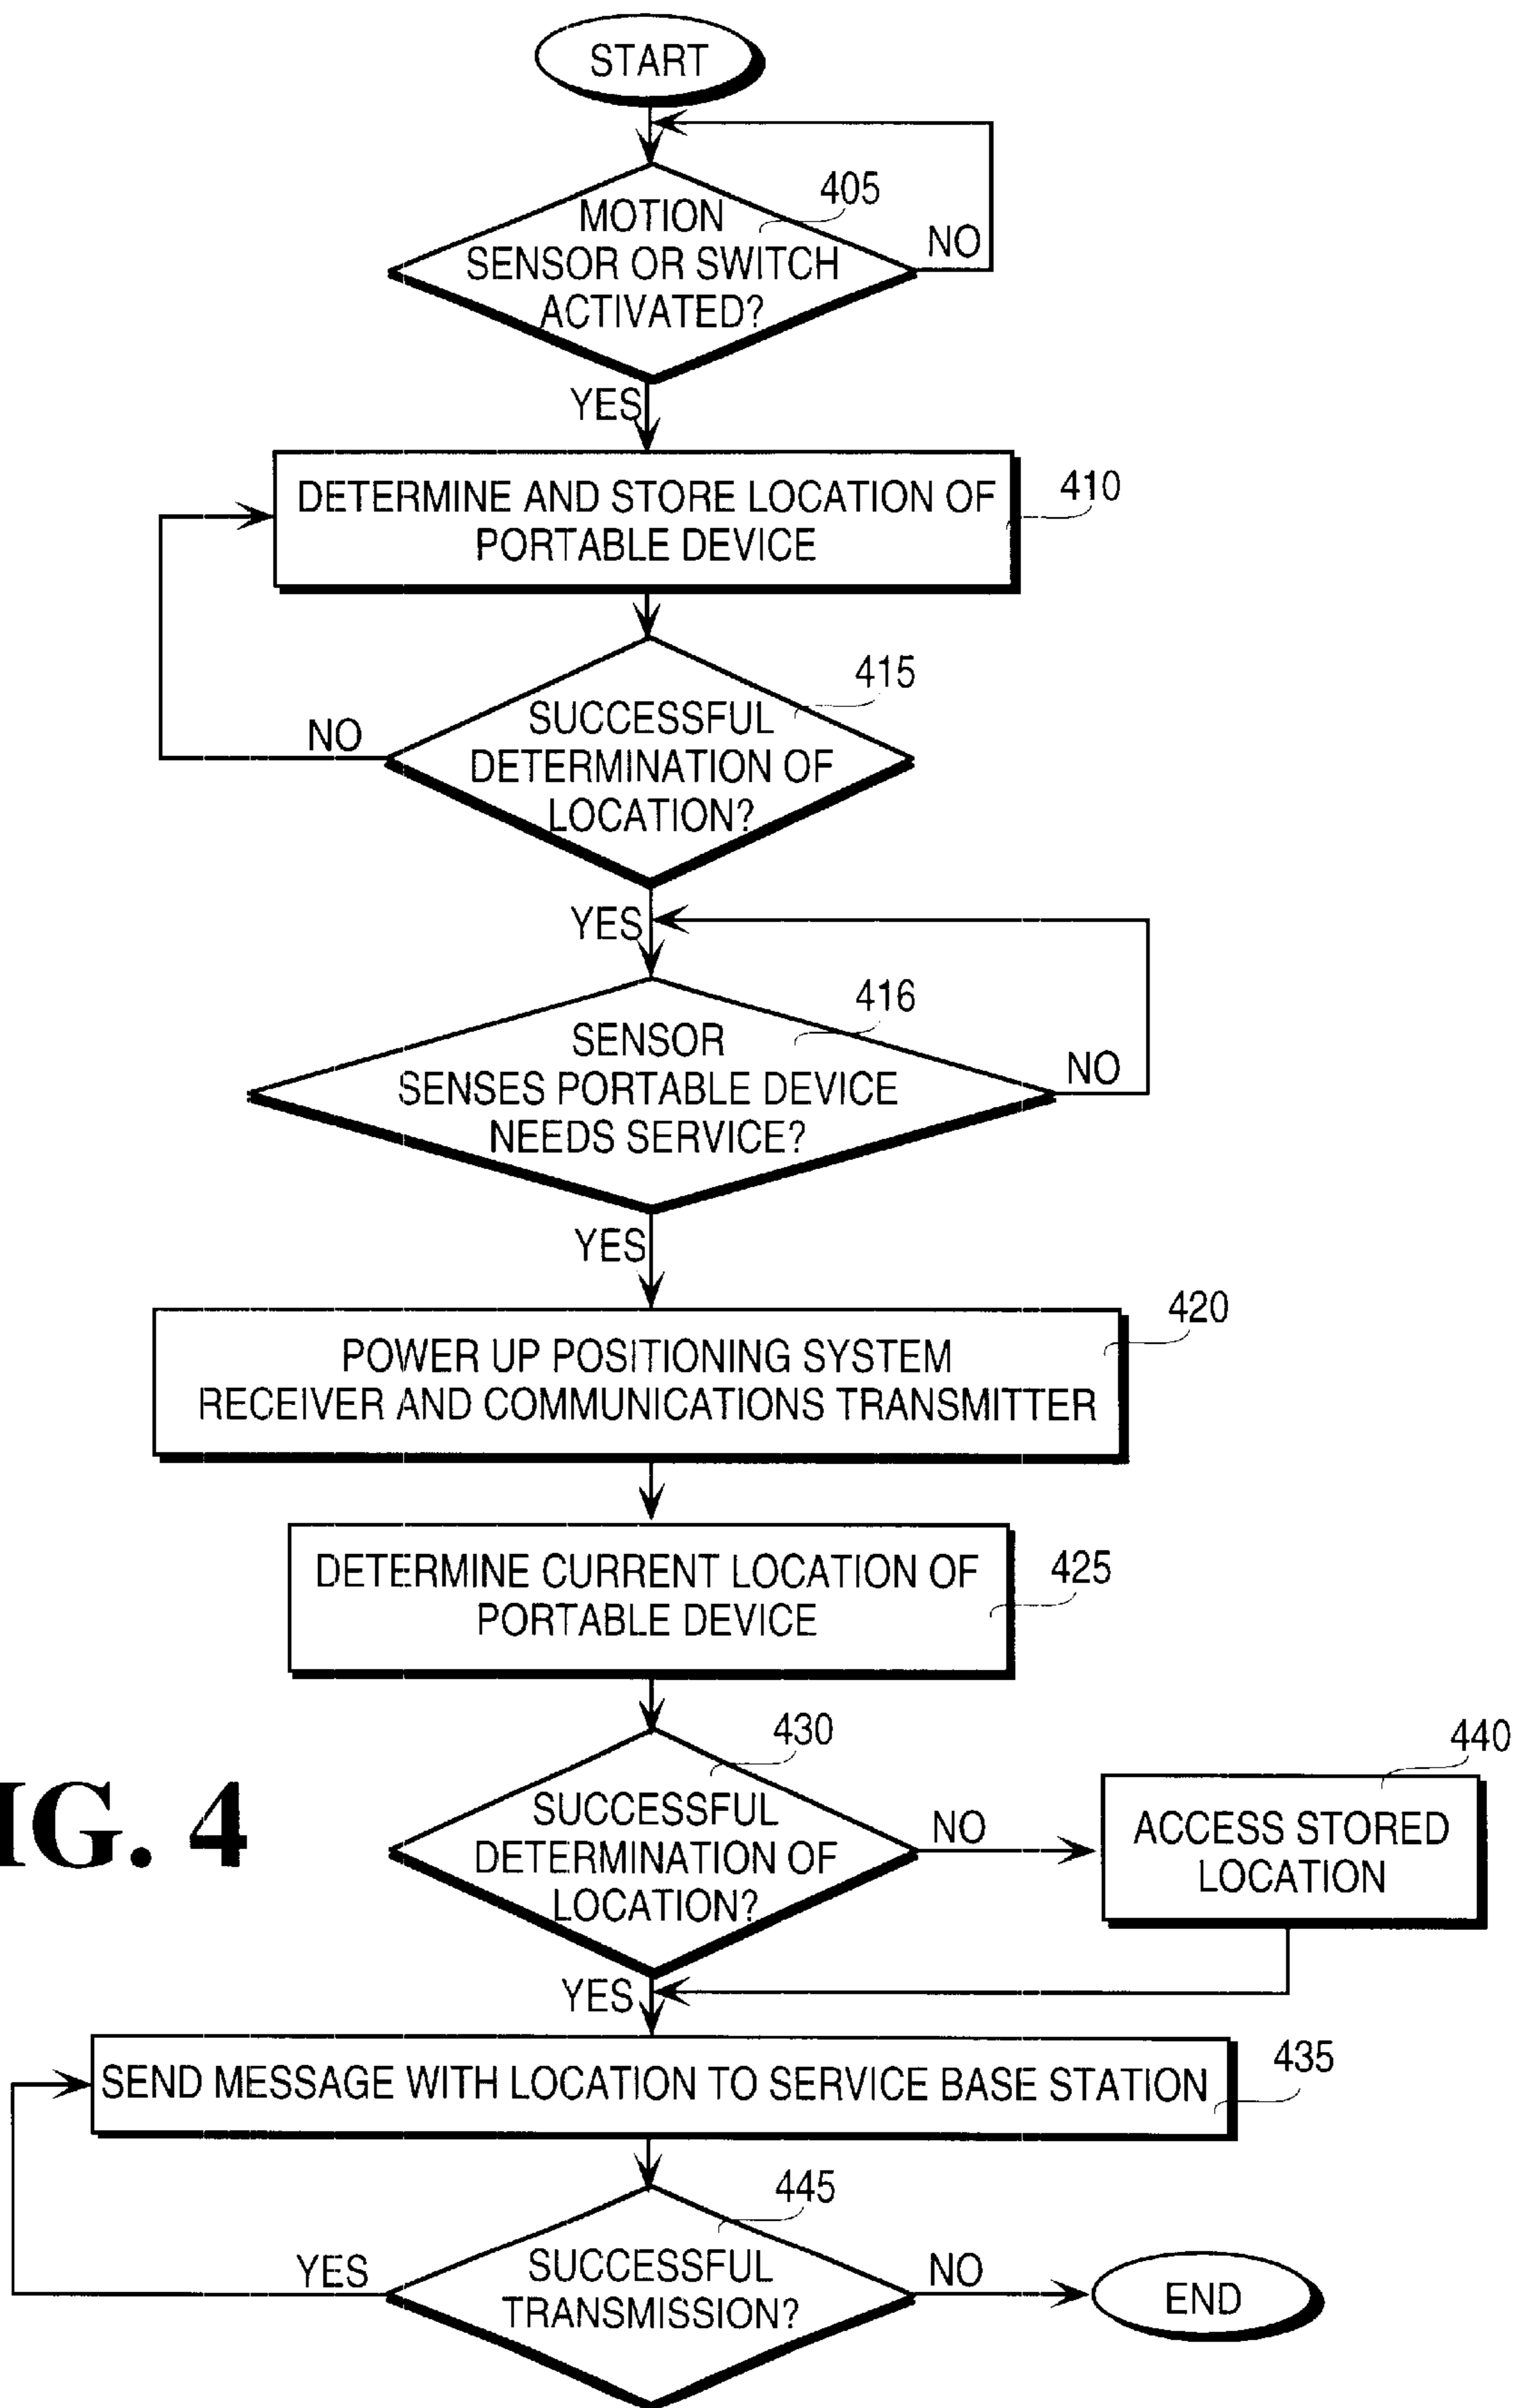 START
405
MOTION
SENSOR OR SWITCH
ACTIVATED?
NO
YES
DETERMINE AND STORE LOCATION OF
PORTABLE DEVICE
410
415
SUCCESSFUL
DETERMINATION OF
LOCATION?
NO
YES
416
SENSOR
SENSES PORTABLE DEVICE
NEEDS SERVICE?
NO
YES
420
POWER UP POSITIONING SYSTEM
RECEIVER AND COMMUNICATIONS TRANSMITTER
DETERMINE CURRENT LOCATION OF
PORTABLE DEVICE
425
430
SUCCESSFUL
DETERMINATION OF
LOCATION?
NO
440
ACCESS STORED
LOCATION
IG. 4
YES
SEND MESSAGE WITH LOCATION TO SERVICE BASE STATION
435
445
SUCCESSFUL
TRANSMISSION?
YES
NO
END